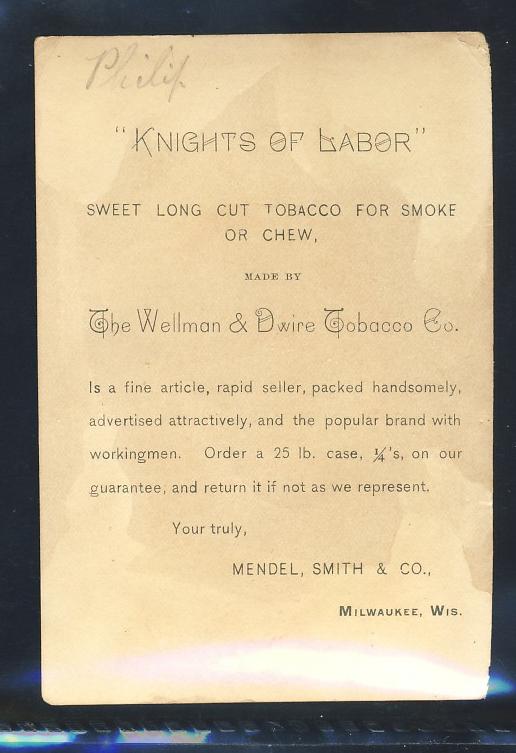 Philip
"KNIGHTS OF LABOR"
SWEET LONG CUT TOBACCO FOR SMOKE
OR CHEW,
MADE BY
The Wellman & Dwire Tobacco Co.
Is a fine article, rapid seller, packed handsomely,
advertised attractively, and the popular brand with
workingmen. Order a 25 lb. case, ¼'s, on our
guarantee, and return it if not as we represent.
Your truly,
MENDEL, SMITH & CO.,
MILWAUKEE, WIS.